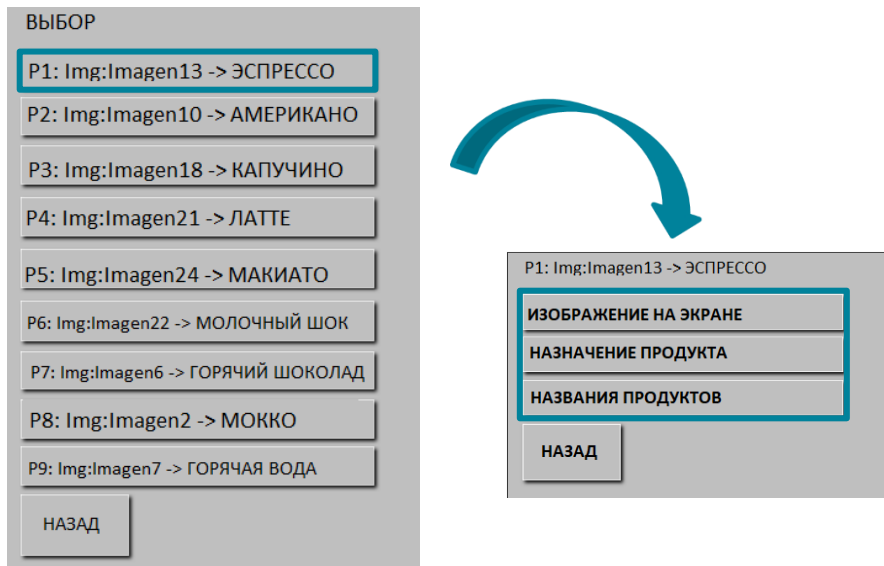 ВЫБОР
P1: Img:Imagen13 -> ЭСПРЕССО
P2: Img:Imagen10 -> АМЕРИКАНО
P3: Img:Imagen18 -> КАПУЧИНО
P4: Img:Imagen21 -> ЛАТТЕ
P5: Img:Imagen24 -> МАКИАТО
P6: Img:Imagen22 -> МОЛОЧНЫЙ ШОК
P7: Img:Imagen6 -> ГОРЯЧИЙ ШОКОЛАД
P8: Img:Imagen2 -> МОККО
P9: Img:Imagen7 -> ГОРЯЧАЯ ВОДА
НАЗАД
P1: Img:Imagen13 -> ЭСПРЕССО
ИЗОБРАЖЕНИЕ НА ЭКРАНЕ
НАЗНАЧЕНИЕ ПРОДУКТА
НАЗВАНИЯ ПРОДУКТОВ
НАЗАД